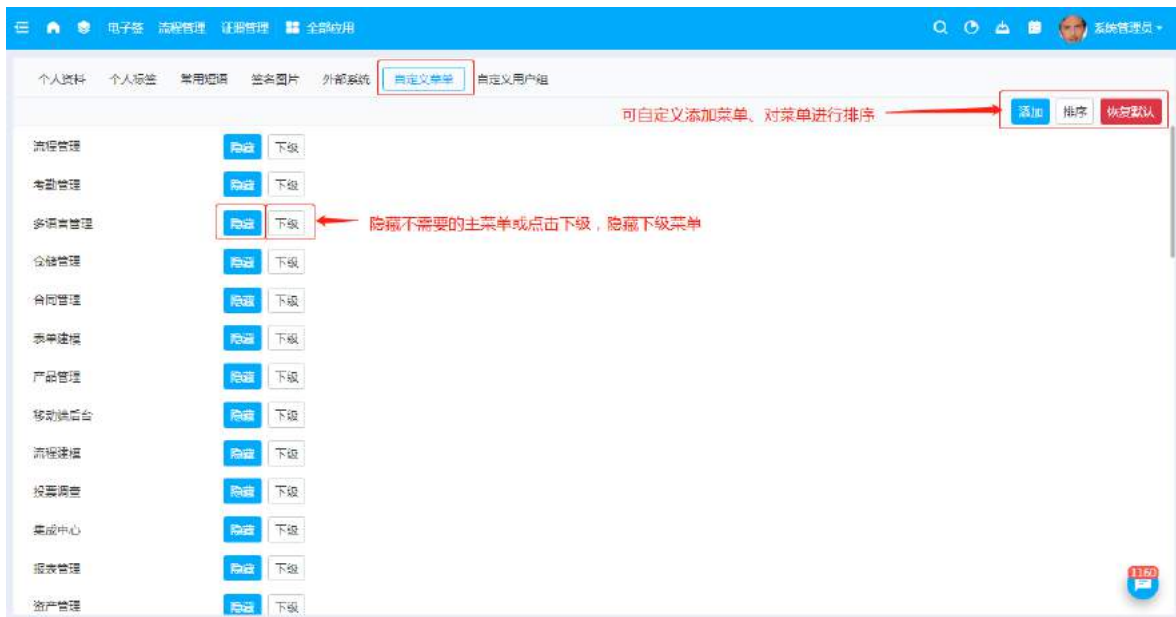 电子签 流程管理 证照管理 全部应用 系统管理员
个人资料 个人标签 常用短语 签名图片 外部系统 自定义菜单 自定义用户组
可自定义添加菜单、对菜单进行排序 添加 排序 恢复默认
流程管理 隐藏 下级
考勤管理 隐藏 下级
多语言管理 隐藏 下级 隐藏不需要的主菜单或点击下级，隐藏下级菜单
仓储管理 隐藏 下级
合同管理 隐藏 下级
表单建模 隐藏 下级
产品管理 隐藏 下级
移动端后台 隐藏 下级
流程建模 隐藏 下级
投票调查 隐藏 下级
集成中心 隐藏 下级
报表管理 隐藏 下级
1160
资产管理 隐藏 下级